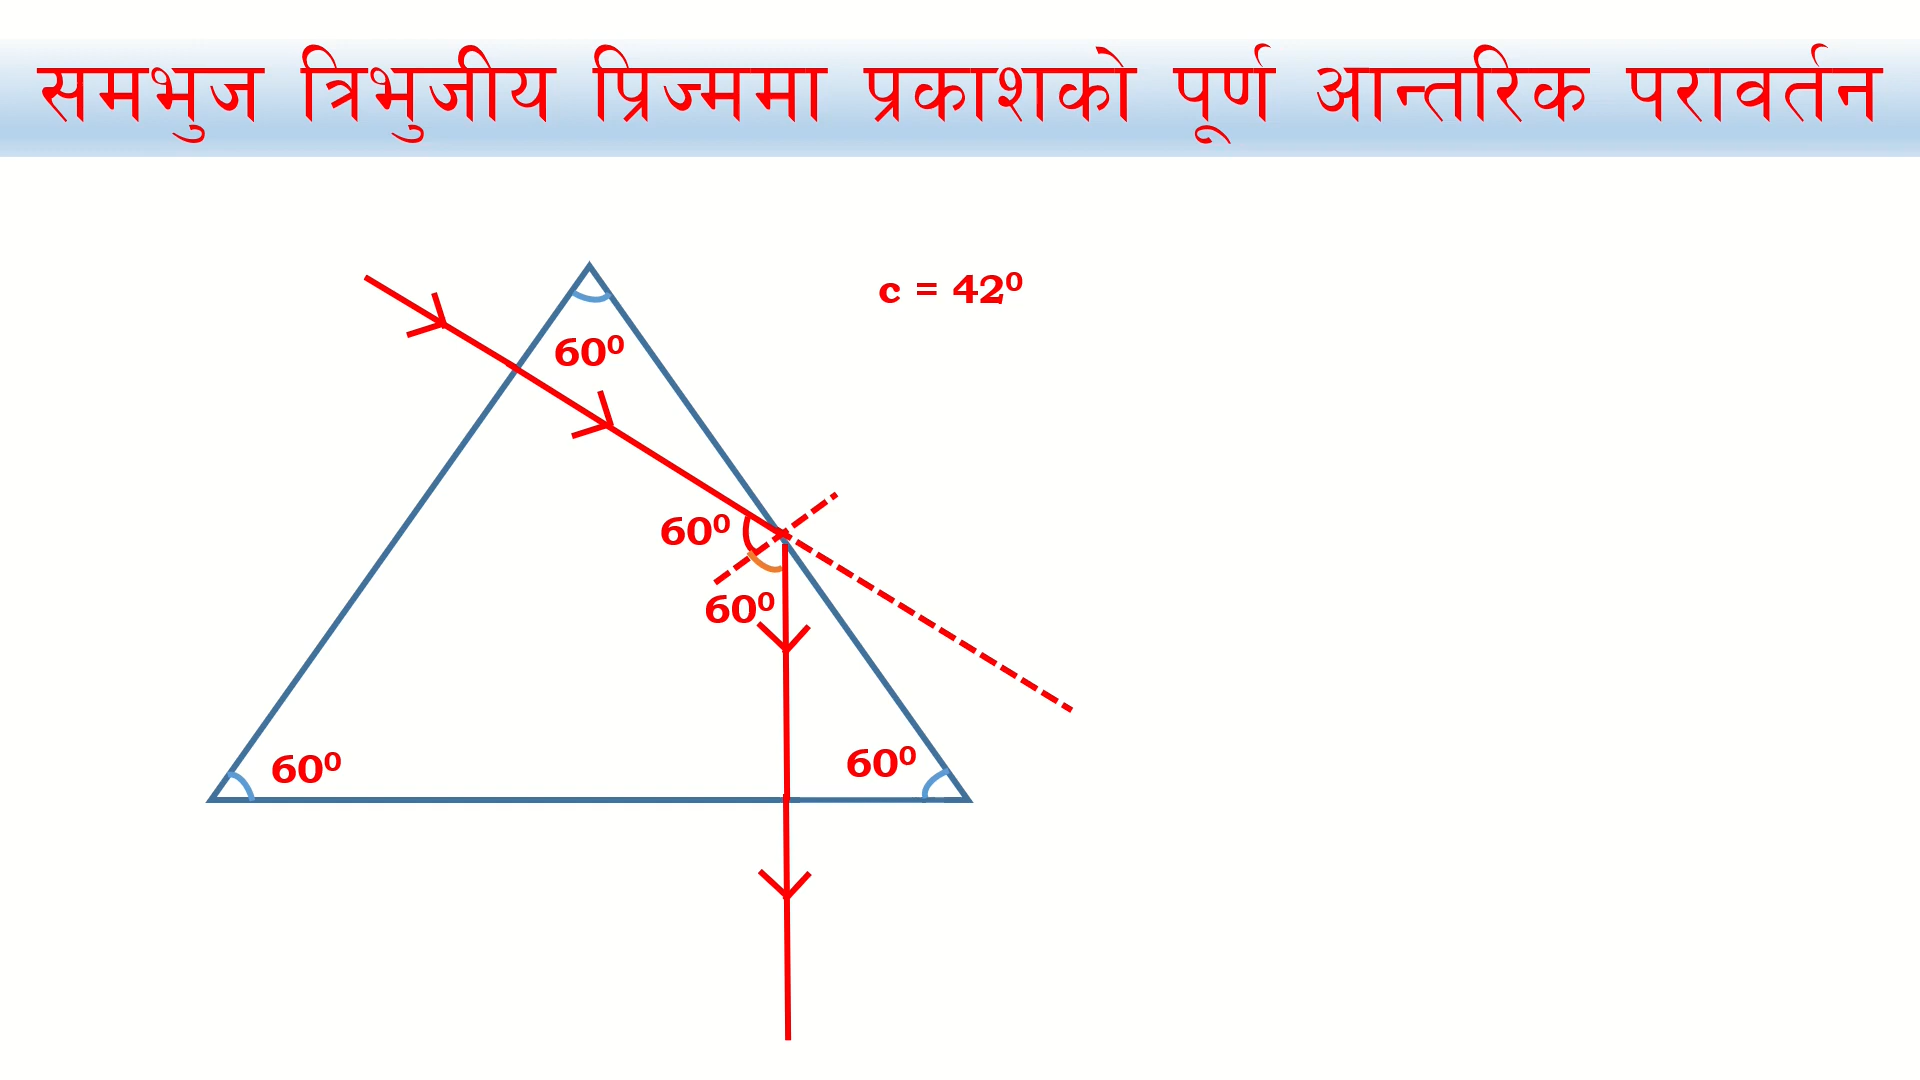 समभुज त्रिभुजीय प्रिज्ममा प्रकाशको पूर्ण आन्तरिक परावर्तन
c = 42⁰
60⁰
60⁰
60⁰
60⁰
60⁰